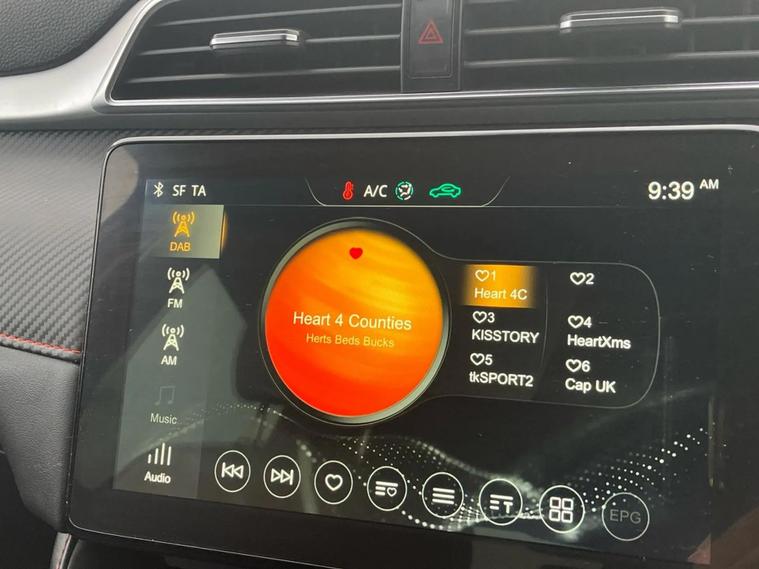 SF TA
A/C
9:39 AM
DAB
FM
AM
Music
Audio
Heart 4 Counties
Herts Beds Bucks
1
Heart 4C
2
3
KISSTORY
4
HeartXms
5
tkSPORT2
6
Cap UK
T
EPG